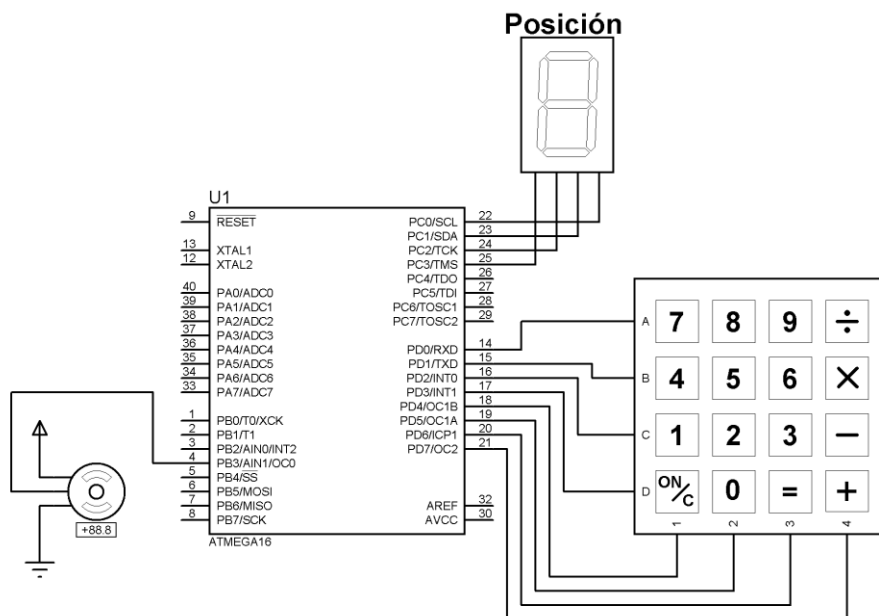 Posición
U1
9 RESET
13 XTAL1
12 XTAL2
40 PA0/ADC0
39 PA1/ADC1
38 PA2/ADC2
37 PA3/ADC3
36 PA4/ADC4
35 PA5/ADC5
34 PA6/ADC6
33 PA7/ADC7
1 PB0/T0/XCK
2 PB1/T1
3 PB2/AIN0/INT2
4 PB3/AIN1/OC0
5 PB4/SS
6 PB5/MOSI
7 PB6/MISO
8 PB7/SCK
PC0/SCL 22
PC1/SDA 23
PC2/TCK 24
PC3/TMS 25
PC4/TDO 26
PC5/TDI 27
PC6/TOSC1 28
PC7/TOSC2 29
PD0/RXD 14
PD1/TXD 15
PD2/INT0 16
PD3/INT1 17
PD4/OC1B 18
PD5/OC1A 19
PD6/ICP1 20
PD7/OC2 21
AREF 32
AVCC 30
ATMEGA16
+88.8
A 7 8 9 ÷
B 4 5 6 ×
C 1 2 3 −
D ON/C 0 = +
1 2 3 4